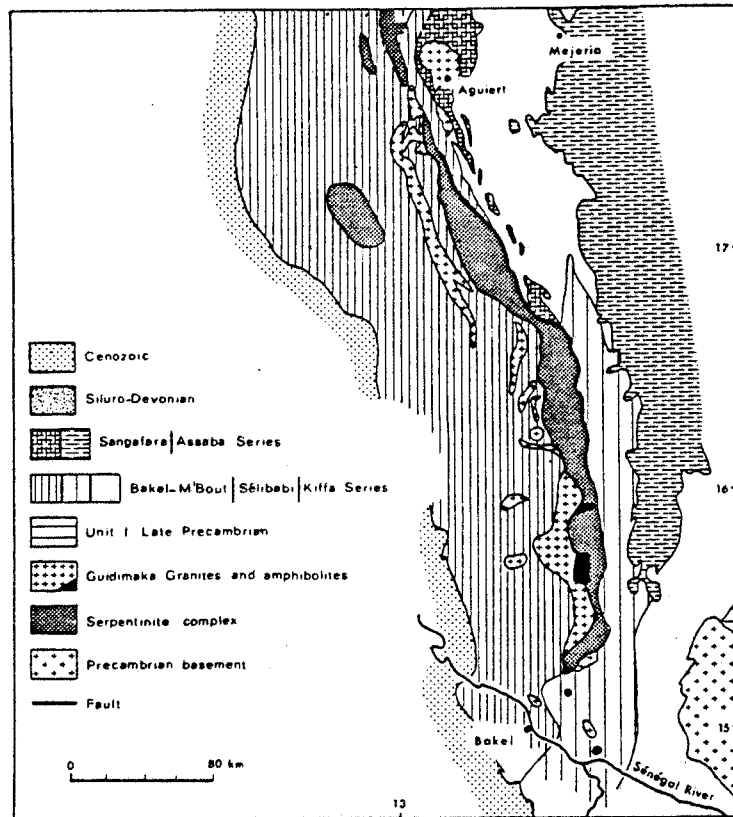 Mejeria
Aguiert
17
Cenozoic
Siluro-Devonian
Sangafara | Assaba Series
Bakel-M'Bout | Sélibabi | Kiffa Series
16
Unit I Late Precambrian
Guidimaka Granites and amphibolites
Serpentinite complex
Precambrian basement
Fault
15
0 80 km
Bakel
Sénégal River
13